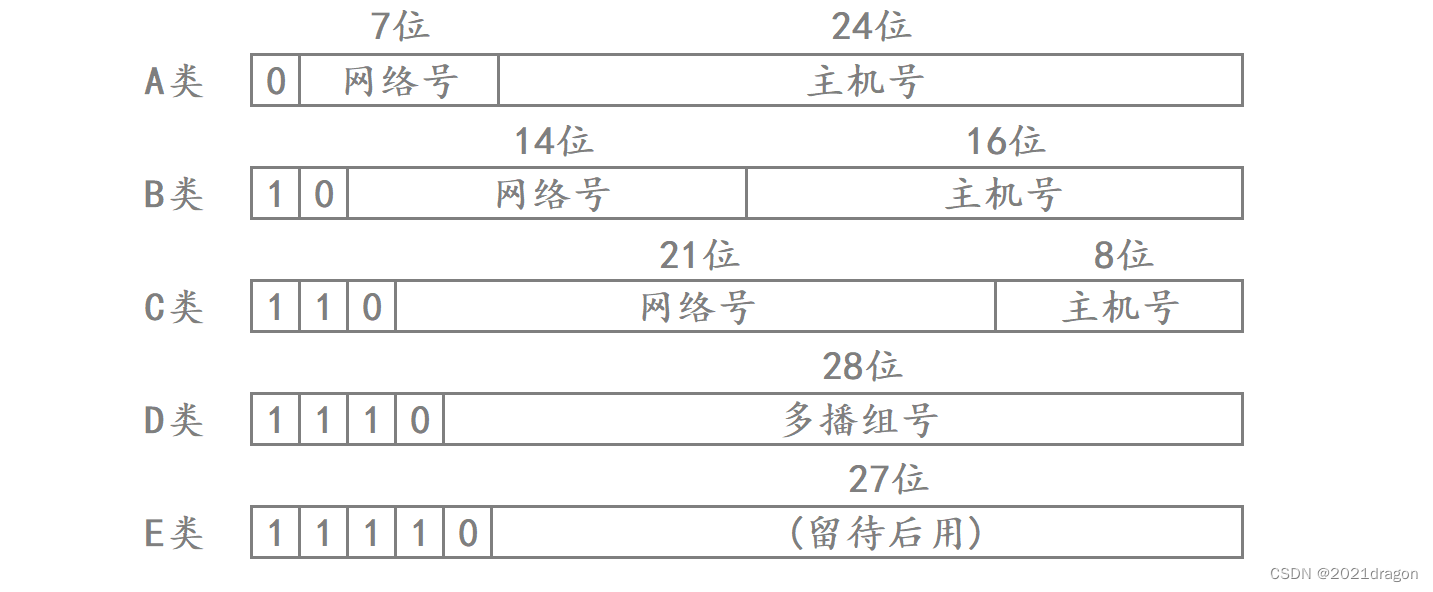 7位 24位
A类 0 网络号 主机号
14位 16位
B类 1 0 网络号 主机号
21位 8位
C类 1 1 0 网络号 主机号
28位
D类 1 1 1 0 多播组号
27位
E类 1 1 1 1 0 (留待后用)
CSDN @2021dragon